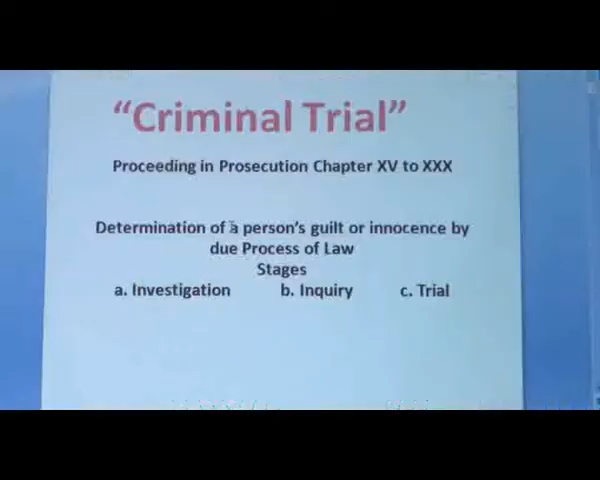 “Criminal Trial”
Proceeding in Prosecution Chapter XV to XXX
Determination of a person’s guilt or innocence by
due Process of Law
Stages
a. Investigation b. Inquiry c. Trial